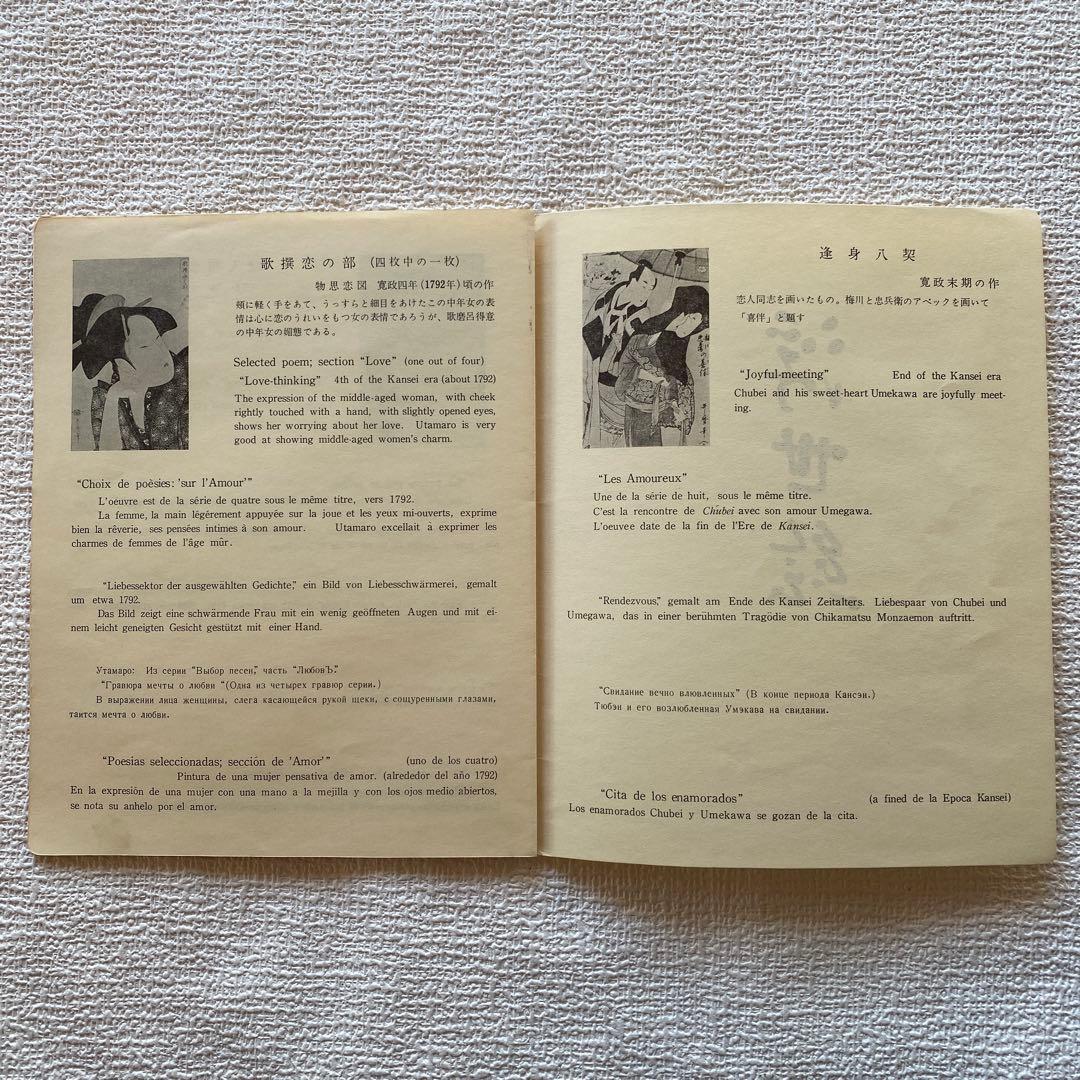 歌撰恋の部 (四枚中の一枚)
物思恋図 寛政四年(1792年)頃の作
頬に軽く手をあて、うっすらと細目をあけたこの中年女の表
情は心に恋のうれいをもつ女の表情であろうが、歌磨呂得意
の中年女の媚態である。
Selected poem; section “Love” (one out of four)
“Love-thinking” 4th of the Kansei era (about 1792)
The expression of the middle-aged woman, with cheek
rightly touched with a hand, with slightly opened eyes,
shows her worrying about her love. Utamaro is very
good at showing middle-aged women's charm.
“Choix de poèsies: 'sur l'Amour'”
L'oeuvre est de la série de quatre sous le même titre, vers 1792.
La femme, la main légérement appuyée sur la joue et les yeux mi-ouverts, exprime
bien la rêverie, ses pensées intimes à son amour. Utamaro excellait à exprimer les
charmes de femmes de l'âge mûr.
“Liebessektor der ausgewählten Gedichte,” ein Bild von Liebesschwärmerei, gemalt
um etwa 1792.
Das Bild zeigt eine schwärmende Frau mit ein wenig geöffneten Augen und mit ei-
nem leicht geneigten Gesicht gestützt mit einer Hand.
Утамаро: Из серии “Выбор песен,” часть “ЛюбовЪ.”
“Гравюра мечты о любви “(Одна из четырех гравюр серии.)
В выражении лица женщины, слега касающейся рукой щеки, с сощуренными глазами,
таится мечта о любви.
“Poesias seleccionadas; sección de 'Amor'” (uno de los cuatro)
Pintura de una mujer pensativa de amor. (alrededor del año 1792)
En la expresión de una mujer con una mano a la mejilla y con los ojos medio abiertos,
se nota su anhelo por el amor.
逢身八契
寛政末期の作
恋人同志を画いたもの。梅川と忠兵衛のアベックを画いて
「喜伴」と題す
“Joyful-meeting” End of the Kansei era
Chubei and his sweet-heart Umekawa are joyfully meet-
ing.
“Les Amoureux”
Une de la série de huit, sous le même titre.
C'est la rencontre de Chubei avec son amour Umegawa.
L'oeuvee date de la fin de l'Ere de Kansei.
“Rendezvous,” gemalt am Ende des Kansei Zeitalters. Liebespaar von Chubei und
Umegawa, das in einer berühmten Tragödie von Chikamatsu Monzaemon auftritt.
“Свидание вечно влювленных” (В конце периода Кансэн.)
Тюбэн и его возлюбленная Умэкава на свидании.
“Cita de los enamorados” (a fined de la Epoca Kansei)
Los enamorados Chubei y Umekawa se gozan de la cita.